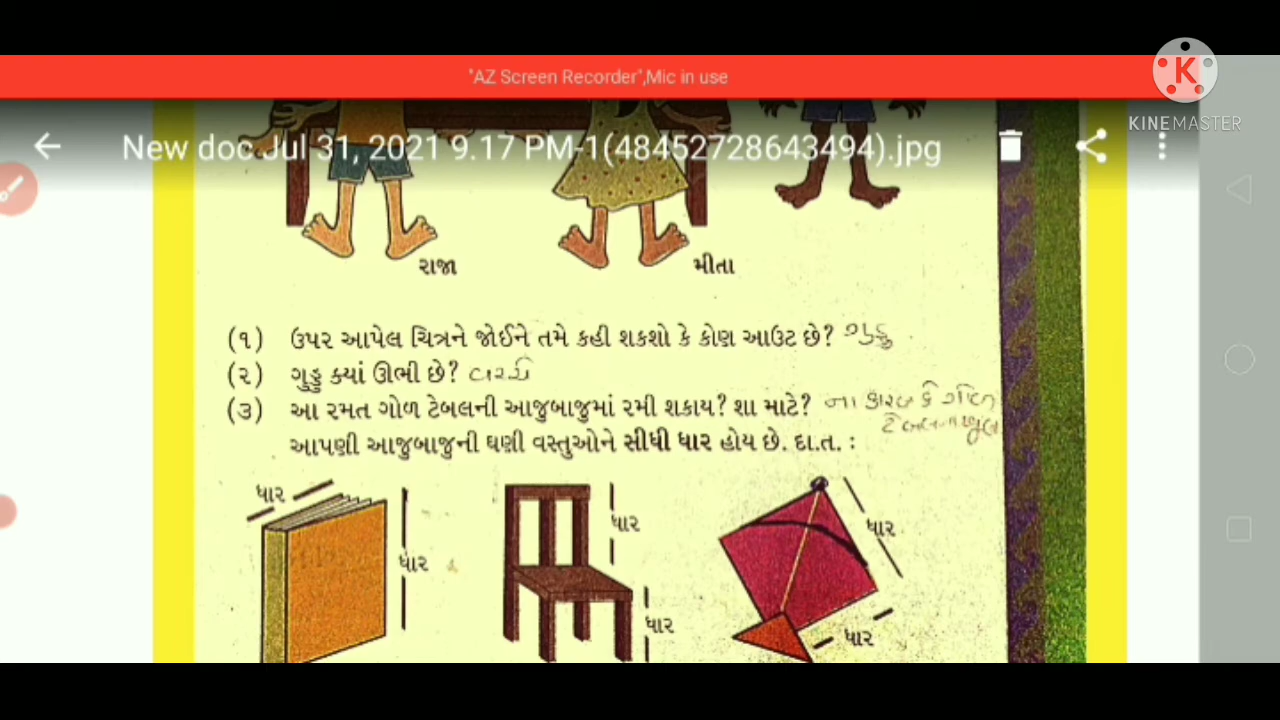 "AZ Screen Recorder",Mic in use
KINEMASTER
New doc Jul 31, 2021 9.17 PM-1(48452728643494).jpg
રાજા
મીતા
(૧) ઉપર આપેલ ચિત્રને જોઈને તમે કહી શકશો કે કોણ આઉટ છે?
(૨) ગુડ્ડુ ક્યાં ઊભી છે?
(૩) આ રમત ગોળ ટેબલની આજુબાજુમાં રમી શકાય? શા માટે? ના કારણ કે ગોળ
આપણી આજુબાજુની ઘણી વસ્તુઓને સીધી ધાર હોય છે. દા.ત. :
ધાર
ધાર
ધાર
ધાર
ધાર
ધાર